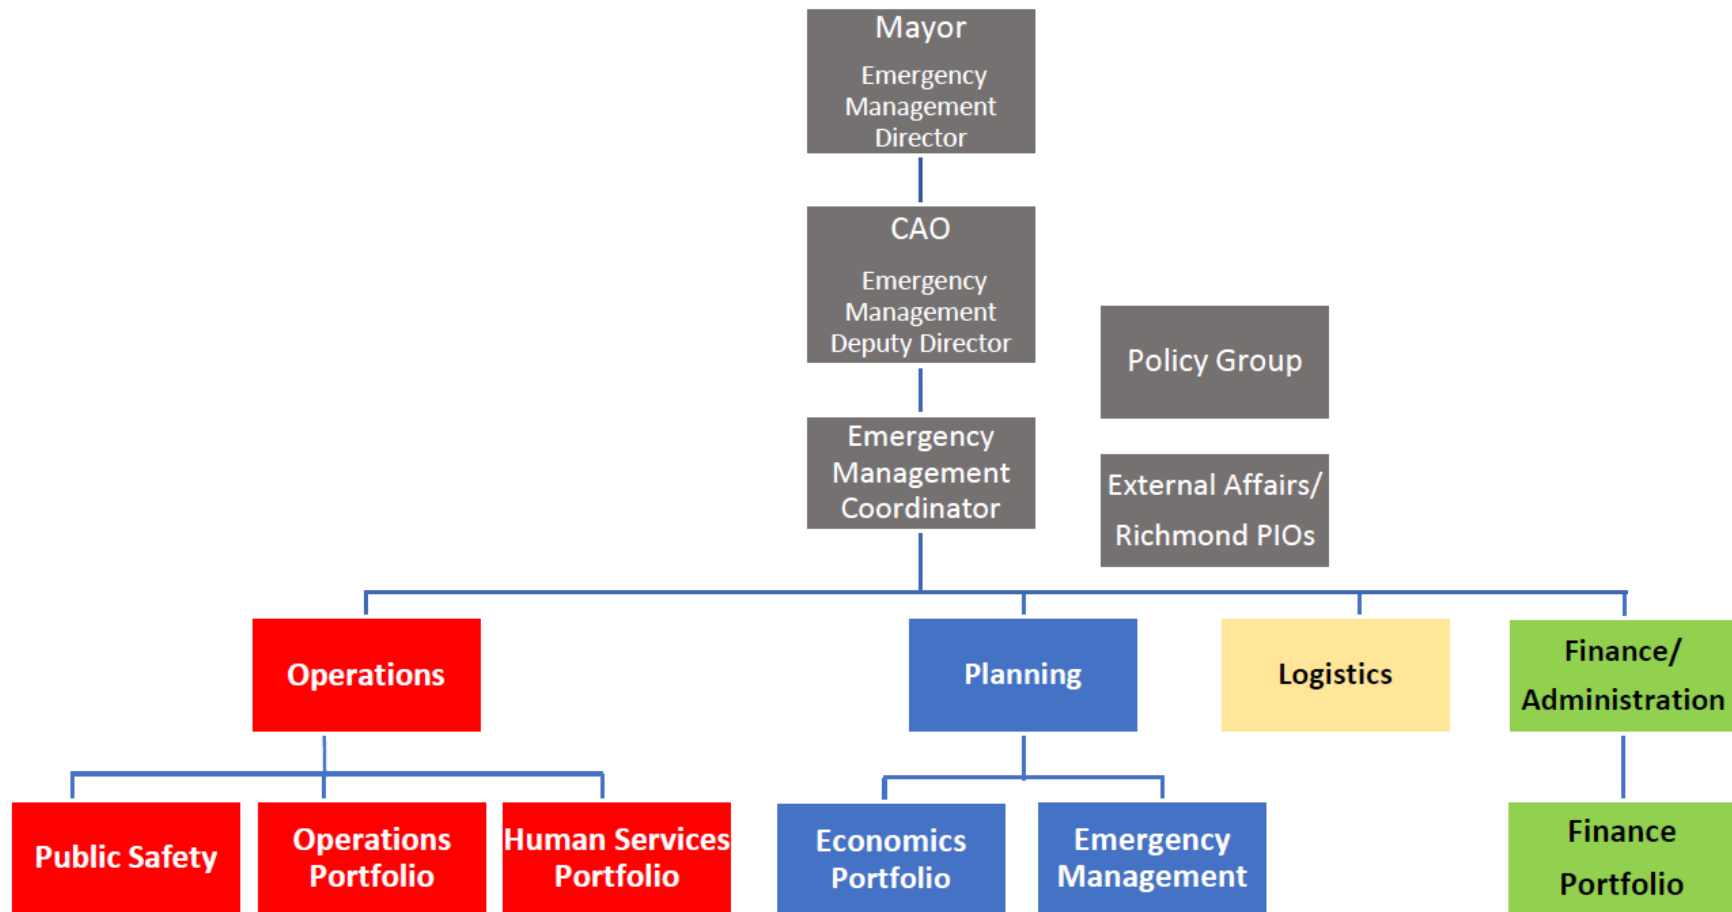 Mayor
Emergency
Management
Director
CAO
Emergency
Management
Deputy Director
Policy Group
Emergency
Management
Coordinator
External Affairs/
Richmond PIOs
Operations
Planning
Logistics
Finance/
Administration
Public Safety
Operations
Portfolio
Human Services
Portfolio
Economics
Portfolio
Emergency
Management
Finance
Portfolio